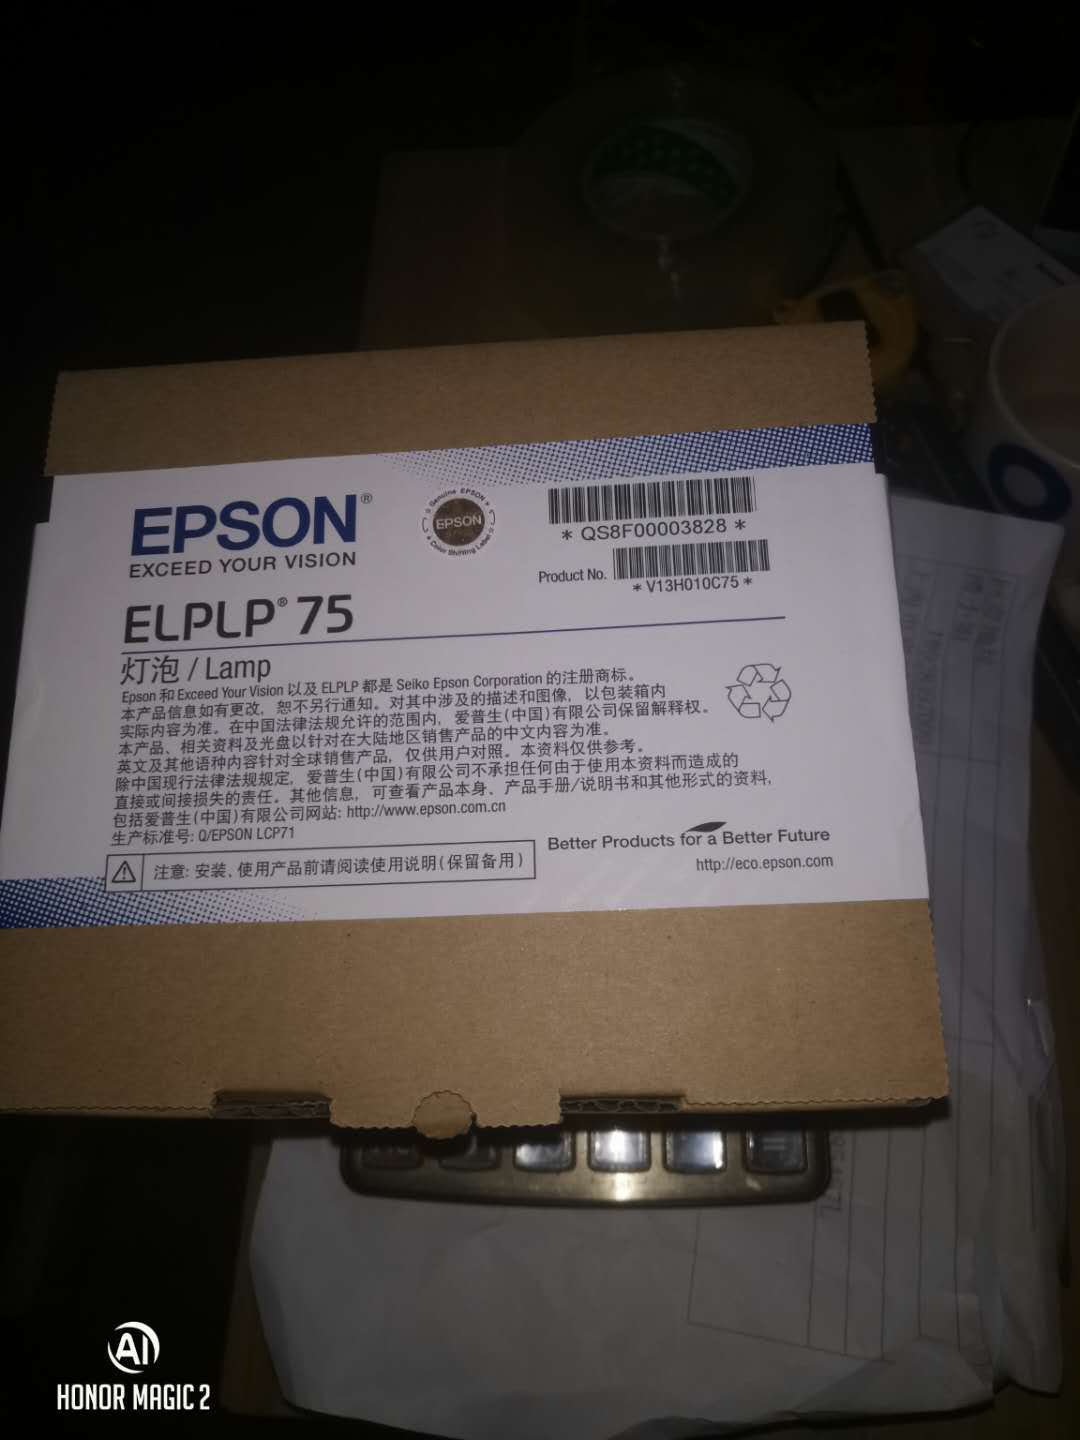 EPSON®
EXCEED YOUR VISION
Genuine EPSON
EPSON
Color Shifting Label
* QS8F00003828 *
Product No.
* V13H010C75 *
ELPLP® 75
灯泡 / Lamp
Epson 和 Exceed Your Vision 以及 ELPLP 都是 Seiko Epson Corporation 的注册商标。
本产品信息如有更改，恕不另行通知。对其中涉及的描述和图像，以包装箱内
实际内容为准。在中国法律法规允许的范围内，爱普生(中国)有限公司保留解释权。
本产品、相关资料及光盘以针对在大陆地区销售产品的中文内容为准。
英文及其他语种内容针对全球销售产品，仅供用户对照。本资料仅供参考。
除中国现行法律法规规定，爱普生(中国)有限公司不承担任何由于使用本资料而造成的
直接或间接损失的责任。其他信息，可查看产品本身、产品手册/说明书和其他形式的资料,
包括爱普生(中国)有限公司网站: http://www.epson.com.cn
生产标准号: Q/EPSON LCP71
注意: 安装、使用产品前请阅读使用说明(保留备用)
Better Products for a Better Future
http://eco.epson.com
AI
HONOR MAGIC 2